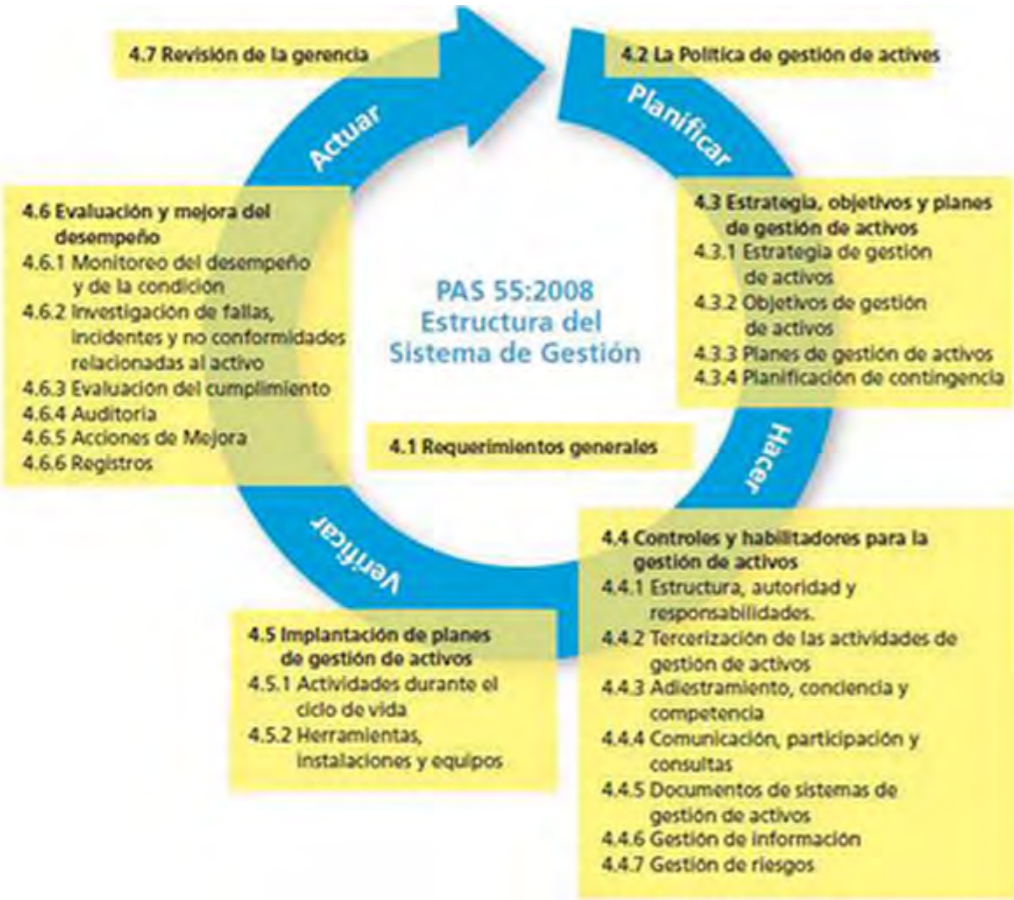 4.7 Revisión de la gerencia
4.2 La Política de gestión de actives
Actuar
Planificar
4.6 Evaluación y mejora del
desempeño
4.6.1 Monitoreo del desempeño
y de la condición
4.6.2 Investigación de fallas,
incidentes y no conformidades
relacionadas al activo
4.6.3 Evaluación del cumplimiento
4.6.4 Auditoria
4.6.5 Acciones de Mejora
4.6.6 Registros
PAS 55:2008
Estructura del
Sistema de Gestión
4.1 Requerimientos generales
4.3 Estrategia, objetivos y planes
de gestión de activos
4.3.1 Estrategia de gestión
de activos
4.3.2 Objetivos de gestión
de activos
4.3.3 Planes de gestión de activos
4.3.4 Planificación de contingencia
Hacer
Verificar
4.5 Implantación de planes
de gestión de activos
4.5.1 Actividades durante el
ciclo de vida
4.5.2 Herramientas,
instalaciones y equipos
4.4 Controles y habilitadores para la
gestión de activos
4.4.1 Estructura, autoridad y
responsabilidades.
4.4.2 Tercerización de las actividades de
gestión de activos
4.4.3 Adiestramiento, conciencia y
competencia
4.4.4 Comunicación, participación y
consultas
4.4.5 Documentos de sistemas de
gestión de activos
4.4.6 Gestión de información
4.4.7 Gestión de riesgos